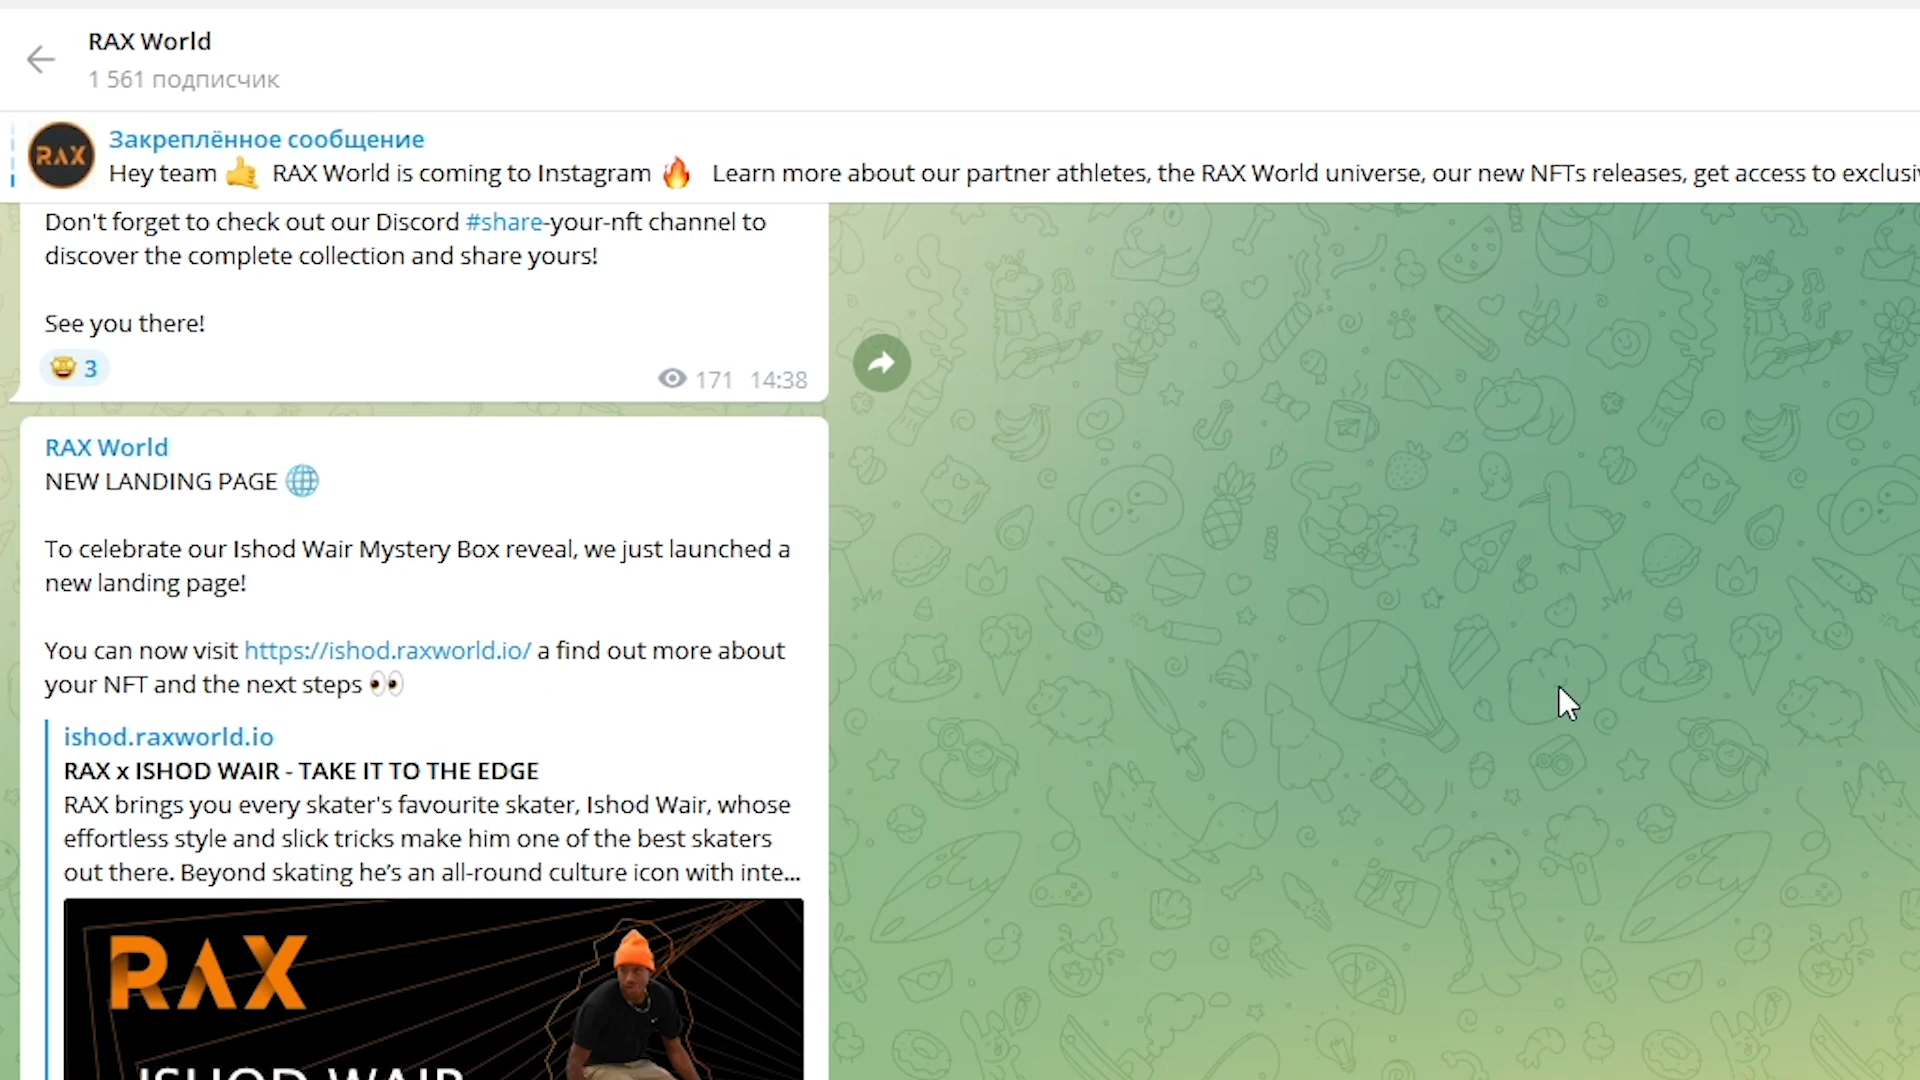 RAX World
1 561 подписчик
RAX
Закреплённое сообщение
Hey team 🤙 RAX World is coming to Instagram 🔥 Learn more about our partner athletes, the RAX World universe, our new NFTs releases, get access to exclusiv
Don't forget to check out our Discord #share-your-nft channel to
discover the complete collection and share yours!
See you there!
🤩 3
171 14:38
RAX World
NEW LANDING PAGE 🌐
To celebrate our Ishod Wair Mystery Box reveal, we just launched a
new landing page!
You can now visit https://ishod.raxworld.io/ a find out more about
your NFT and the next steps 👀
ishod.raxworld.io
RAX x ISHOD WAIR - TAKE IT TO THE EDGE
RAX brings you every skater's favourite skater, Ishod Wair, whose
effortless style and slick tricks make him one of the best skaters
out there. Beyond skating he’s an all-round culture icon with inte...
RAX
ISHOD WAIR